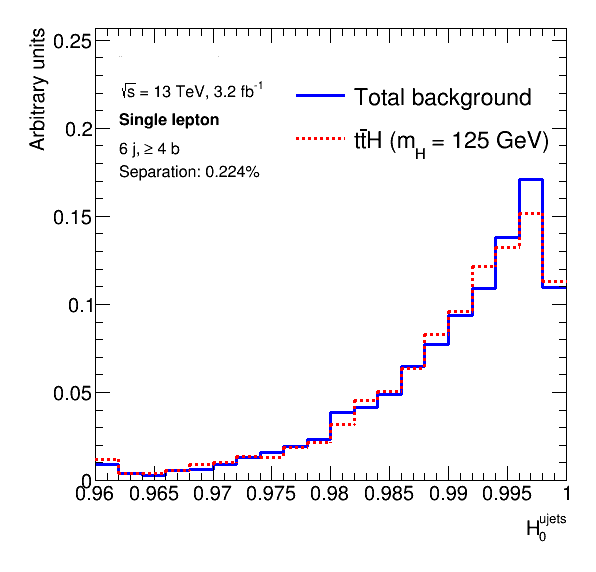 Arbitrary units
0.25
0.2
0.15
0.1
0.05
0
√s = 13 TeV, 3.2 fb⁻¹
Single lepton
6 j, ≥ 4 b
Separation: 0.224%
Total background
tt̄H (m_H = 125 GeV)
0.96 0.965 0.97 0.975 0.98 0.985 0.99 0.995 1
H₀^ujets